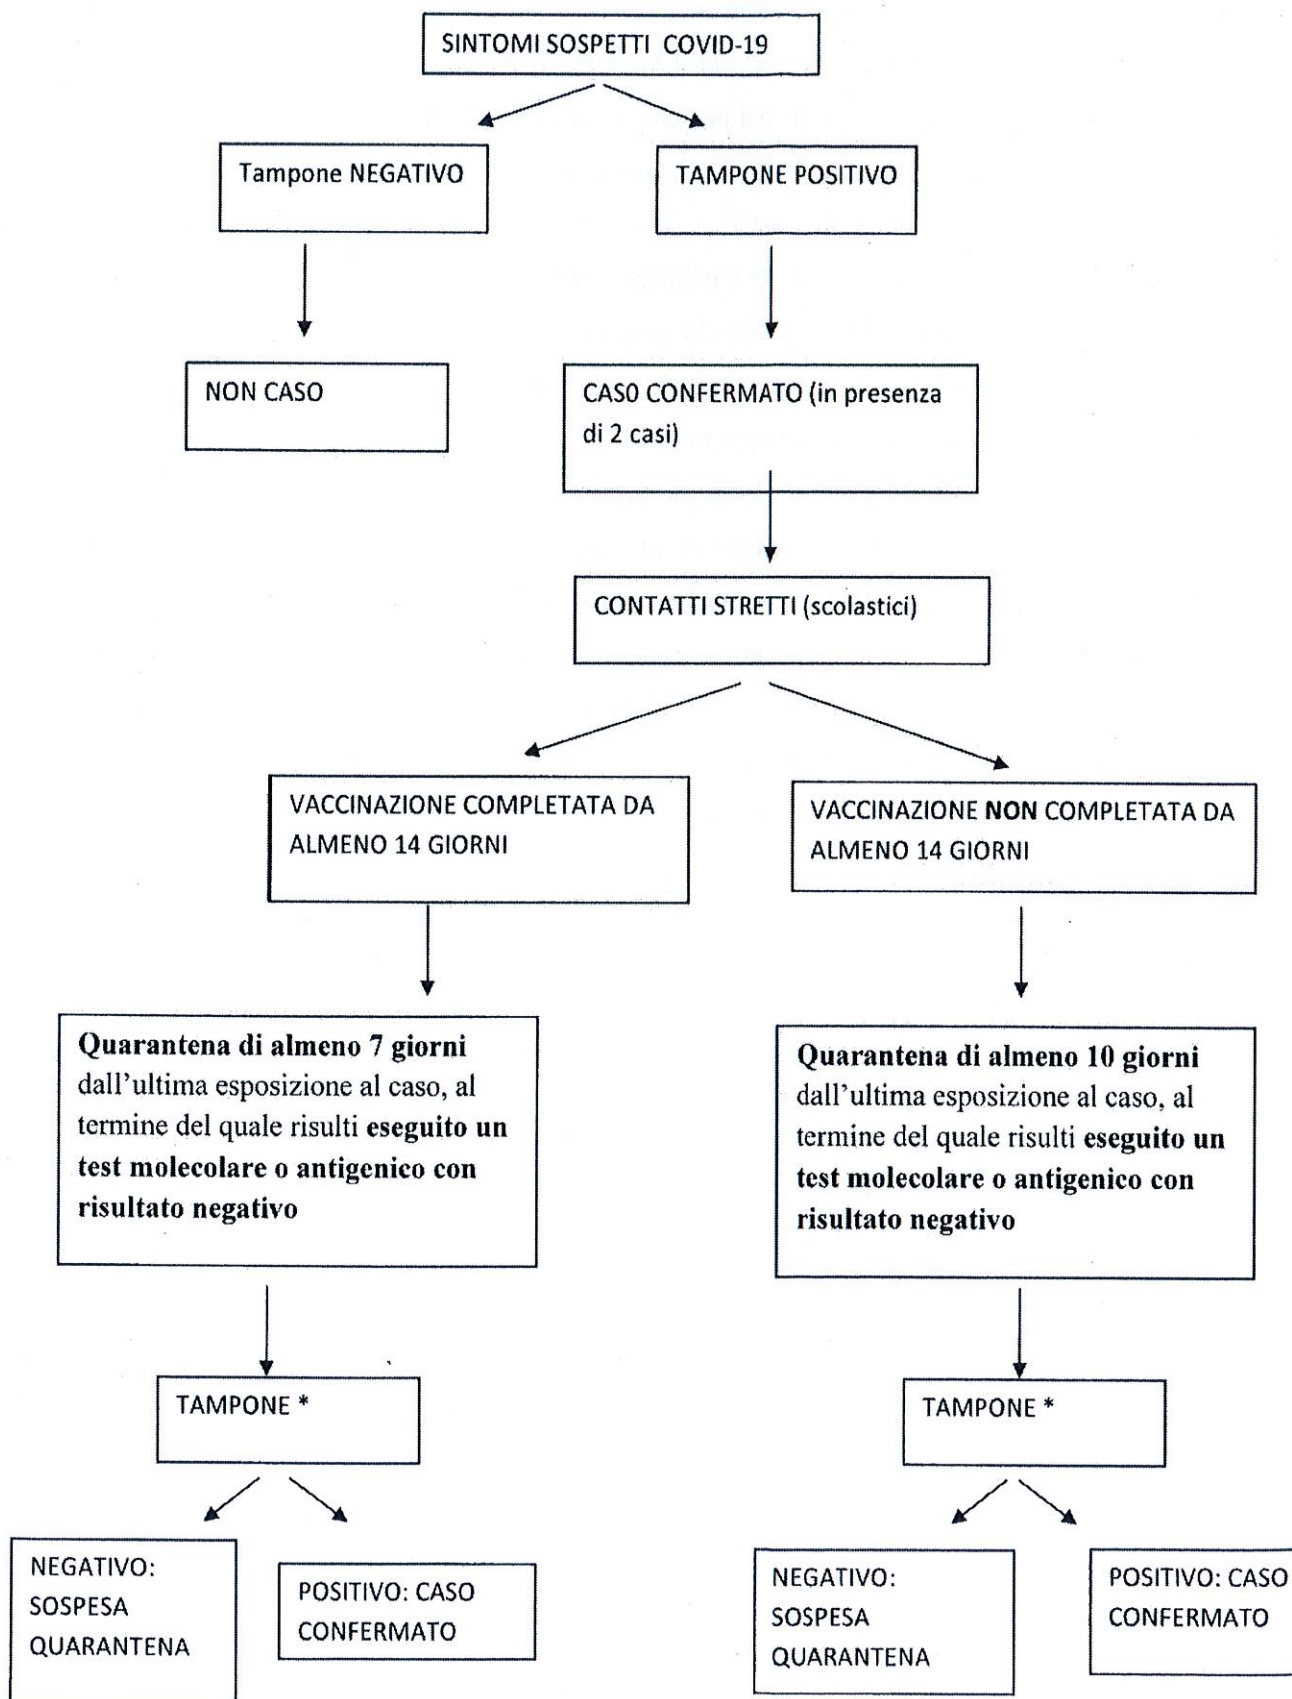 SINTOMI SOSPETTI COVID-19
Tampone NEGATIVO
TAMPONE POSITIVO
NON CASO
CASO CONFERMATO (in presenza
di 2 casi)
CONTATTI STRETTI (scolastici)
VACCINAZIONE COMPLETATA DA
ALMENO 14 GIORNI
VACCINAZIONE NON COMPLETATA DA
ALMENO 14 GIORNI
Quarantena di almeno 7 giorni
dall'ultima esposizione al caso, al
termine del quale risulti eseguito un
test molecolare o antigenico con
risultato negativo
Quarantena di almeno 10 giorni
dall'ultima esposizione al caso, al
termine del quale risulti eseguito un
test molecolare o antigenico con
risultato negativo
TAMPONE *
TAMPONE *
NEGATIVO:
SOSPESA
QUARANTENA
POSITIVO: CASO
CONFERMATO
NEGATIVO:
SOSPESA
QUARANTENA
POSITIVO: CASO
CONFERMATO